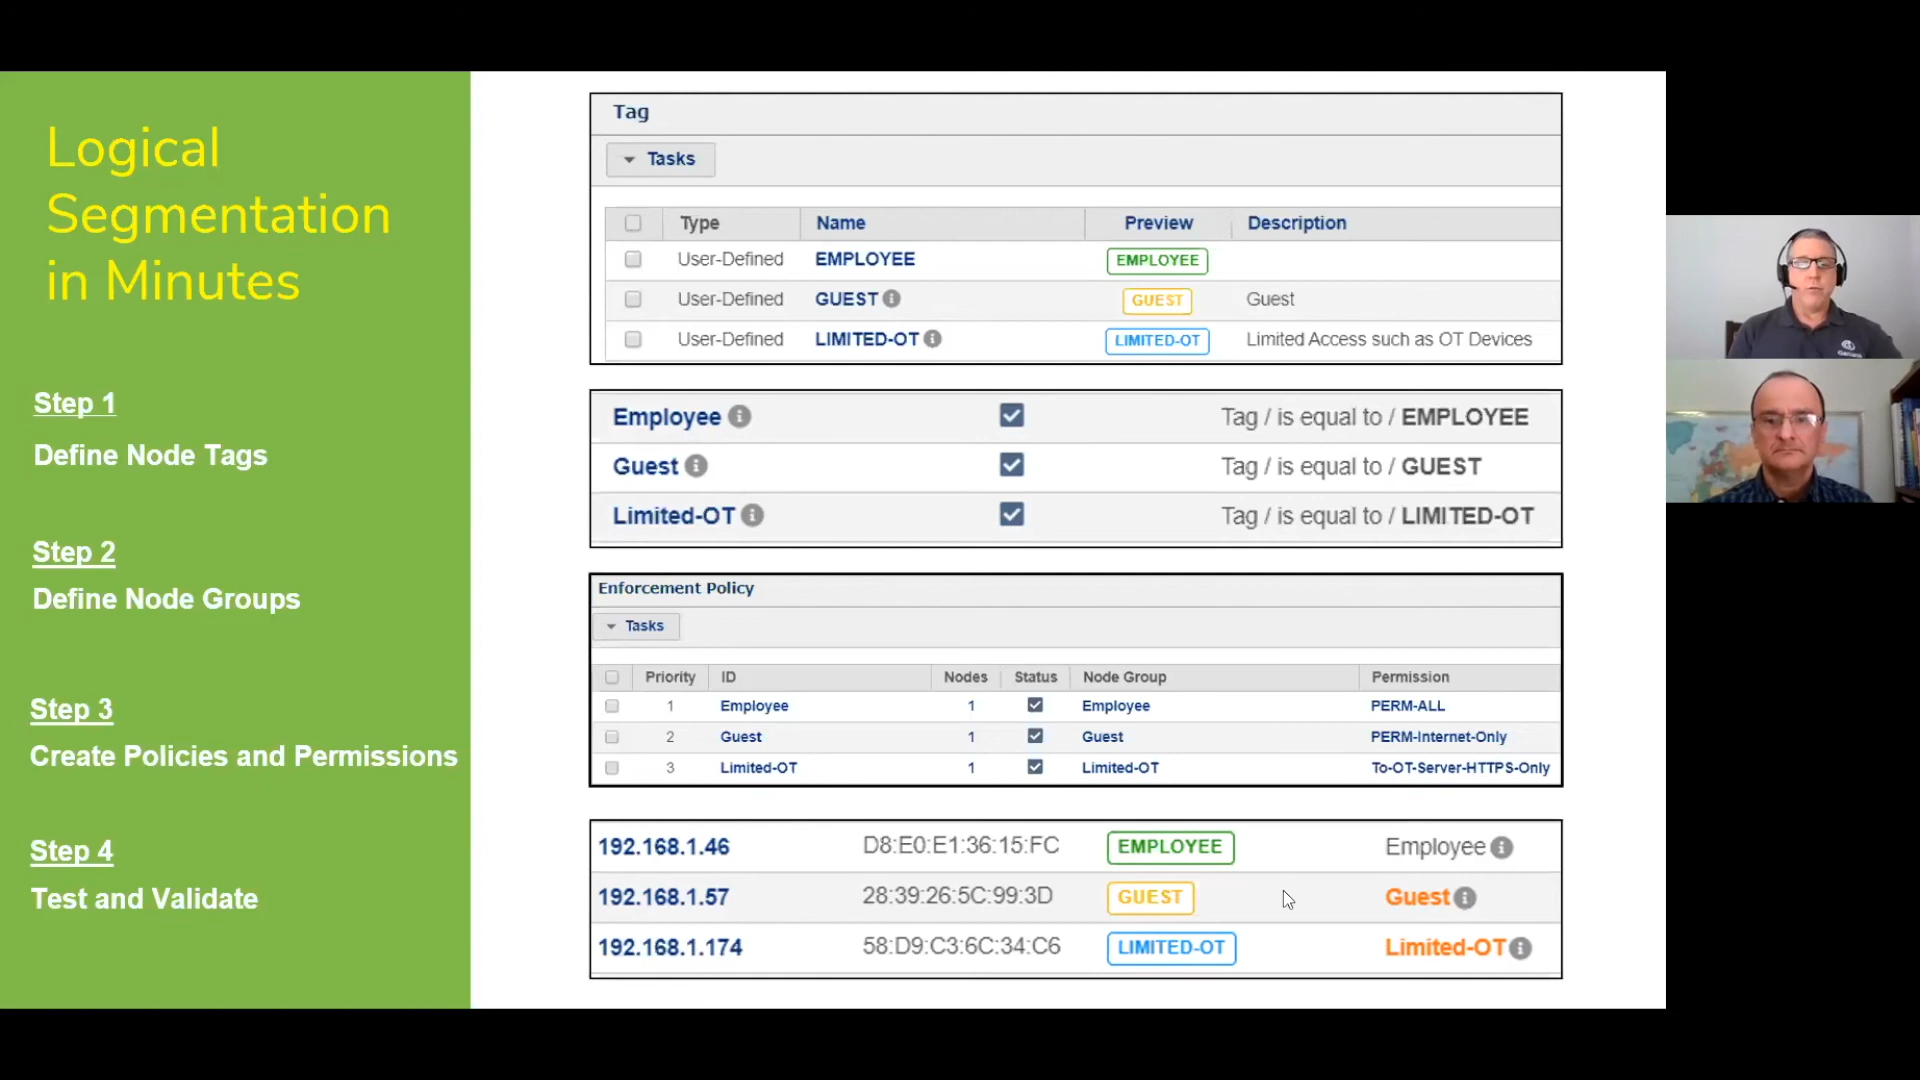 Logical
Segmentation
in Minutes
Step 1
Define Node Tags
Step 2
Define Node Groups
Step 3
Create Policies and Permissions
Step 4
Test and Validate
Tag
Tasks
Type Name Preview Description
User-Defined EMPLOYEE EMPLOYEE
User-Defined GUEST GUEST Guest
User-Defined LIMITED-OT LIMITED-OT Limited Access such as OT Devices
Employee Tag / is equal to / EMPLOYEE
Guest Tag / is equal to / GUEST
Limited-OT Tag / is equal to / LIMITED-OT
Enforcement Policy
Tasks
Priority ID Nodes Status Node Group Permission
1 Employee 1 Employee PERM-ALL
2 Guest 1 Guest PERM-Internet-Only
3 Limited-OT 1 Limited-OT To-OT-Server-HTTPS-Only
192.168.1.46 D8:E0:E1:36:15:FC EMPLOYEE Employee
192.168.1.57 28:39:26:5C:99:3D GUEST Guest
192.168.1.174 58:D9:C3:6C:34:C6 LIMITED-OT Limited-OT